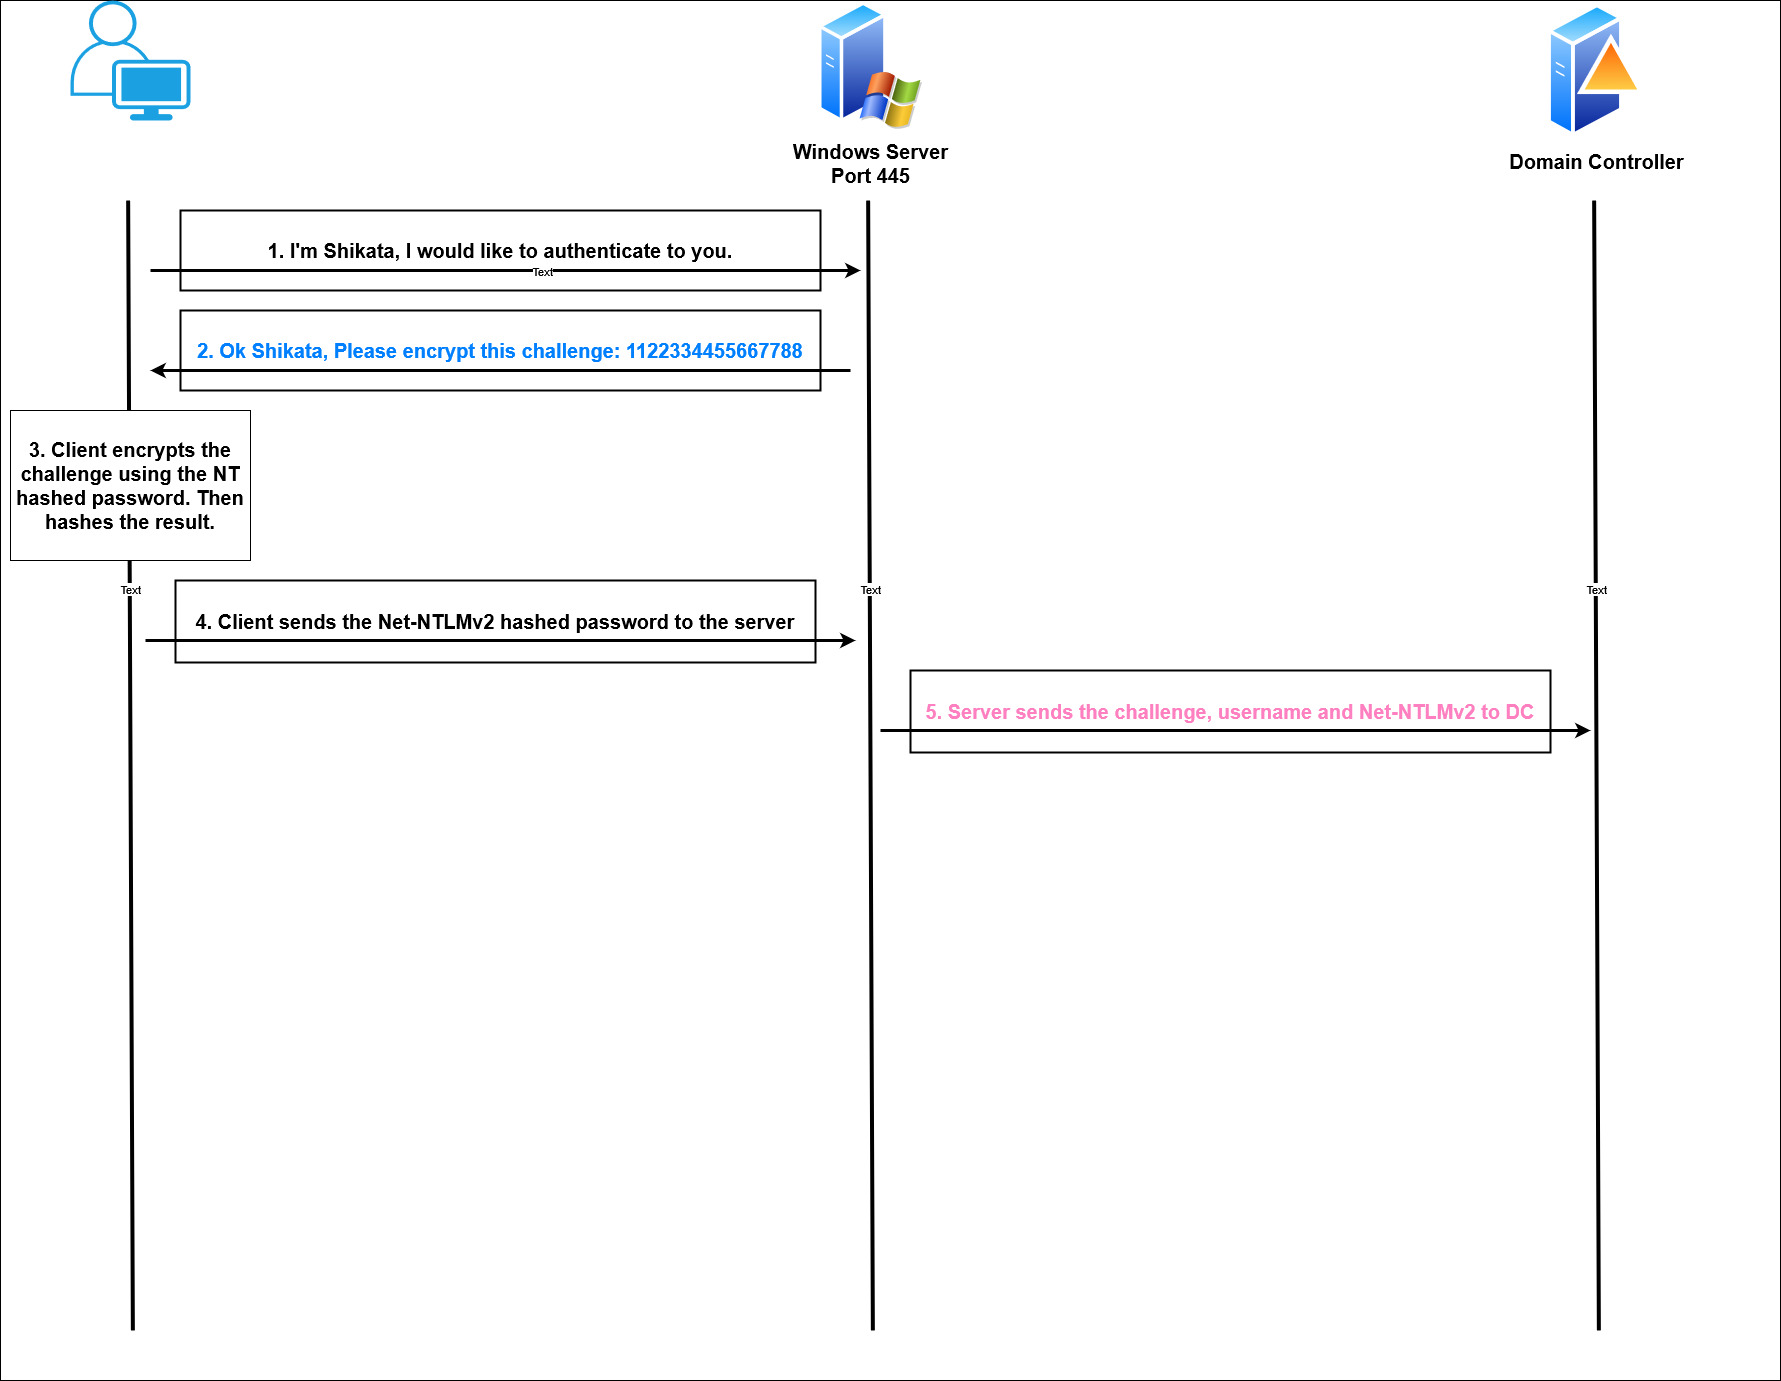 Windows Server
Port 445
Domain Controller
1. I'm Shikata, I would like to authenticate to you.
Text
2. Ok Shikata, Please encrypt this challenge: 1122334455667788
3. Client encrypts the
challenge using the NT
hashed password. Then
hashes the result.
Text
Text
Text
4. Client sends the Net-NTLMv2 hashed password to the server
5. Server sends the challenge, username and Net-NTLMv2 to DC